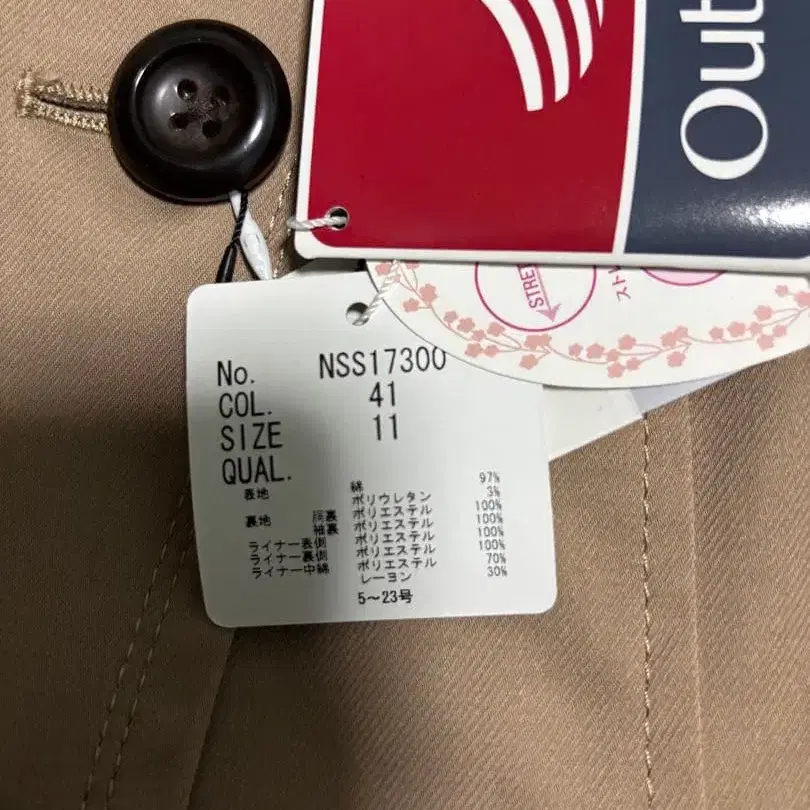 Out
STRE
スト
No. NSS17300
COL. 41
SIZE 11
QUAL.
表地 綿 97%
ポリウレタン 3%
裏地 胴裏 ポリエステル 100%
袖裏 ポリエステル 100%
ライナー表側 ポリエステル 100%
ライナー裏側 ポリエステル 100%
ライナー中綿 ポリエステル 70%
レーヨン 30%
5～23号